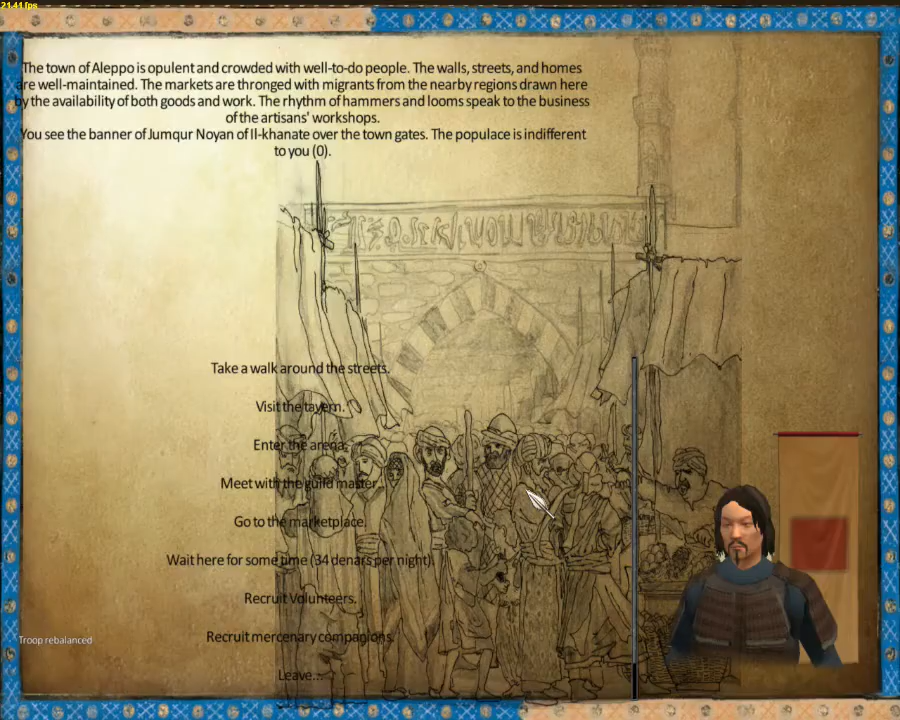 21.41 fps
The town of Aleppo is opulent and crowded with well-to-do people. The walls, streets, and homes
are well-maintained. The markets are thronged with migrants from the nearby regions drawn here
by the availability of both goods and work. The rhythm of hammers and looms speak to the business
of the artisans' workshops.
You see the banner of Jumqur Noyan of Il-khanate over the town gates. The populace is indifferent
to you (0).
Take a walk around the streets.
Visit the tavern.
Enter the arena.
Meet with the guild master.
Go to the marketplace.
Wait here for some time (34 denars per night).
Recruit Volunteers.
Recruit mercenary companions.
Troop rebalanced
Leave...